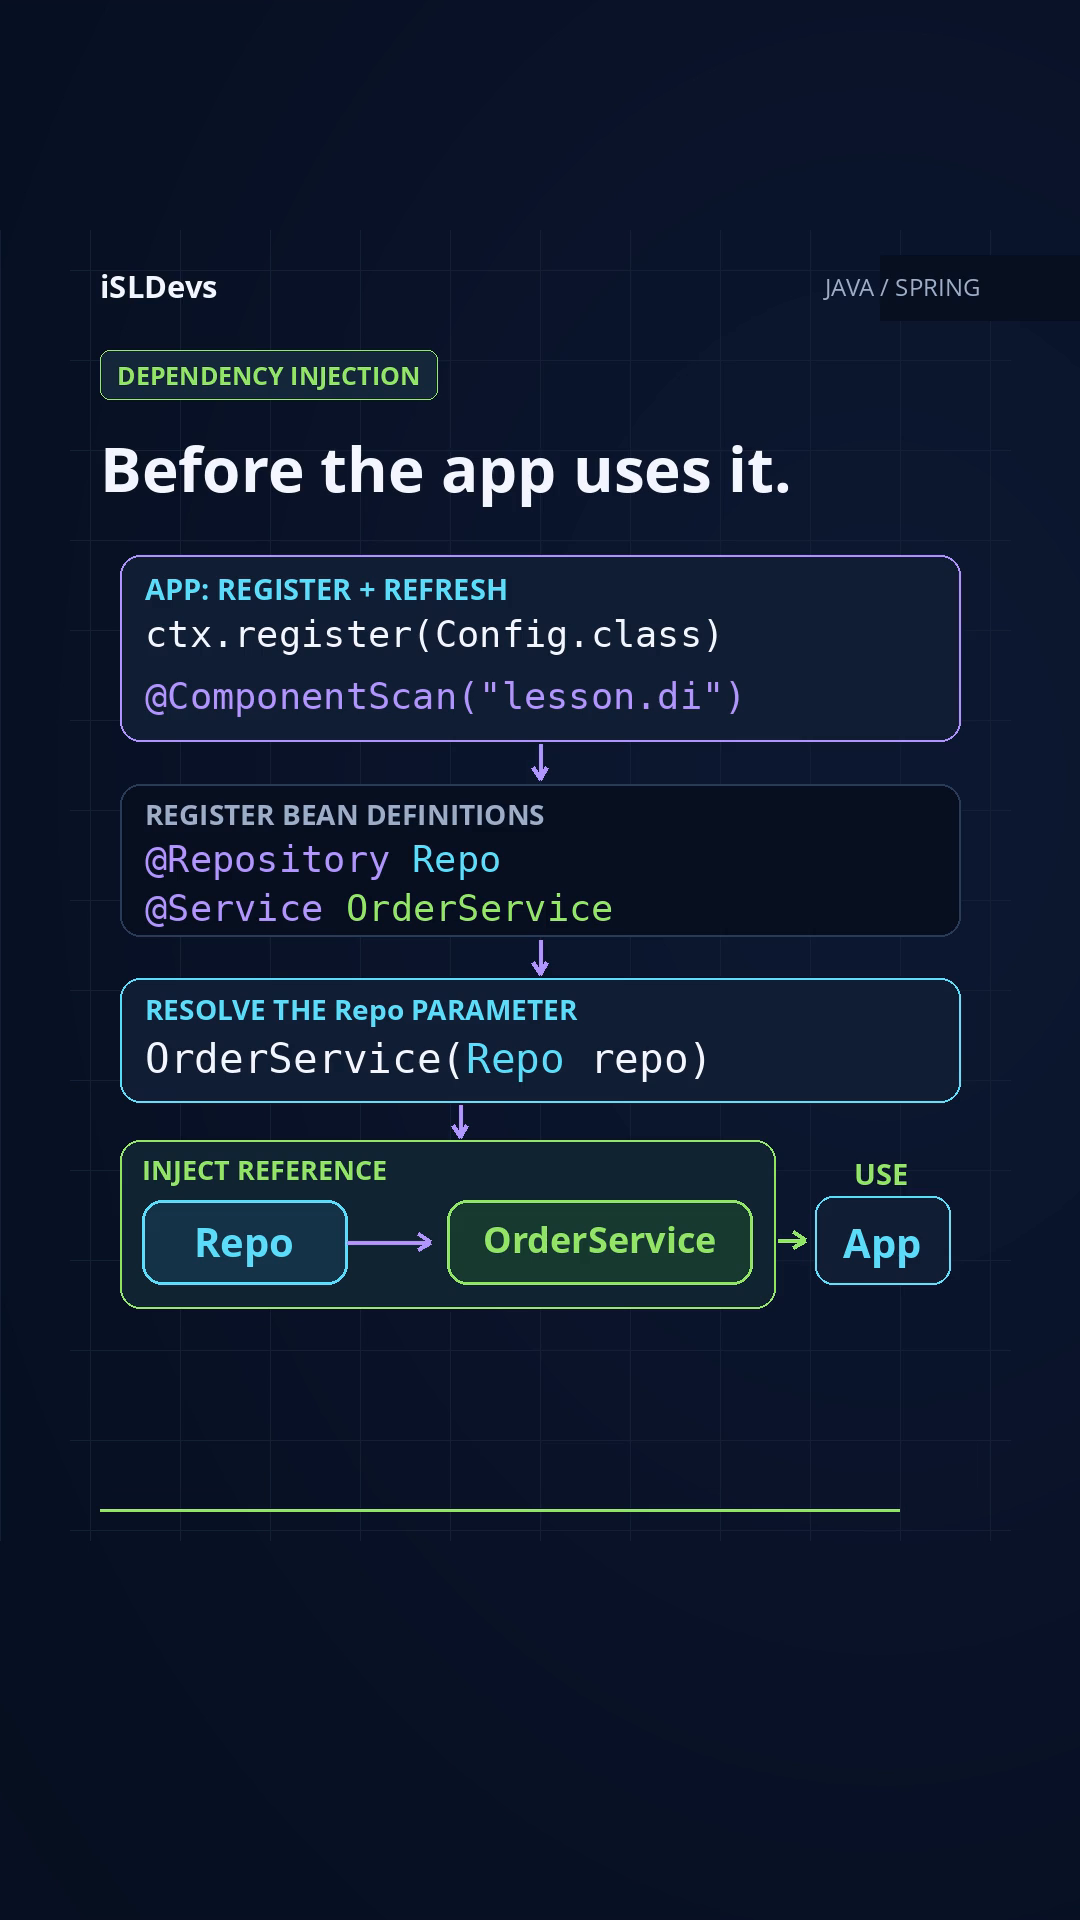 iSLDevs
JAVA / SPRING
DEPENDENCY INJECTION
Before the app uses it.
APP: REGISTER + REFRESH
ctx.register(Config.class)
@ComponentScan("lesson.di")
REGISTER BEAN DEFINITIONS
@Repository Repo
@Service OrderService
RESOLVE THE Repo PARAMETER
OrderService(Repo repo)
INJECT REFERENCE
USE
Repo
OrderService
App